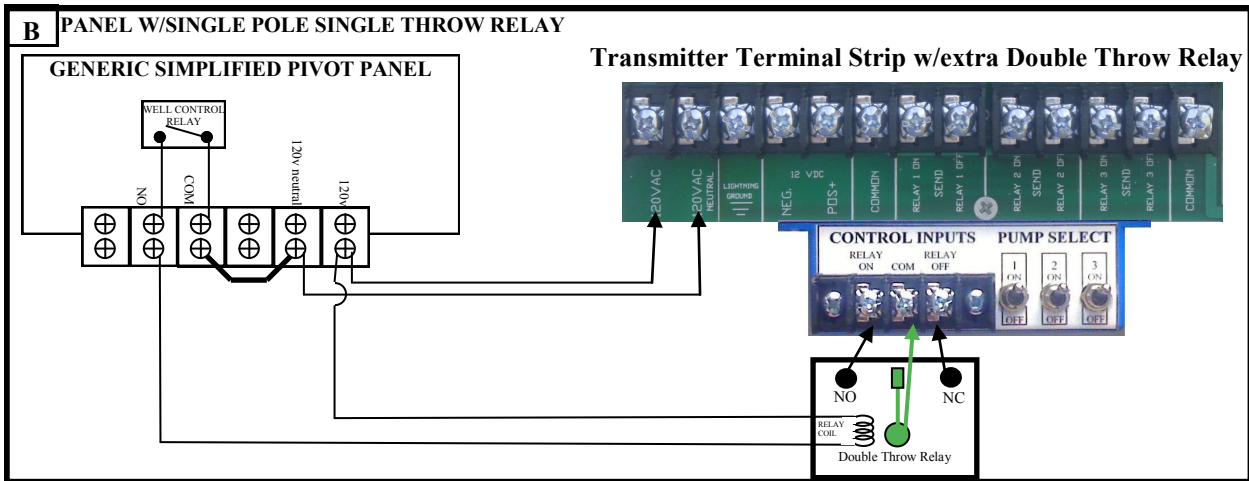 B PANEL W/SINGLE POLE SINGLE THROW RELAY
GENERIC SIMPLIFIED PIVOT PANEL
WELL CONTROL
RELAY
NO
COM
120v neutral
120v
Transmitter Terminal Strip w/extra Double Throw Relay
20VAC
20VAC
NEUTRAL
LIGHTNING
GROUND
12 VDC
NEG.
POS+
COMMON
RELAY 1 ON
SEND
RELAY 1 OFF
RELAY 2 ON
SEND
RELAY 2 OFF
RELAY 3 ON
SEND
RELAY 3 OFF
COMMON
CONTROL INPUTS
RELAY
ON
COM
RELAY
OFF
PUMP SELECT
1
ON
OFF
2
ON
OFF
3
ON
OFF
NO
NC
RELAY
COIL
Double Throw Relay